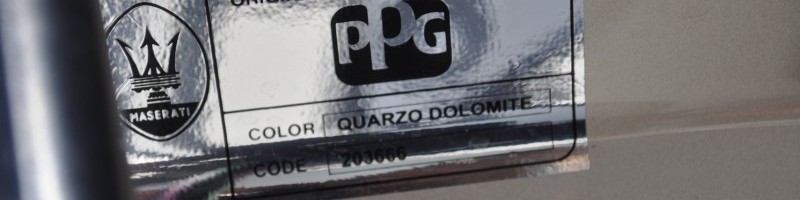 PPG
MASERATI
COLOR QUARZO DOLOMITE
CODE 203666